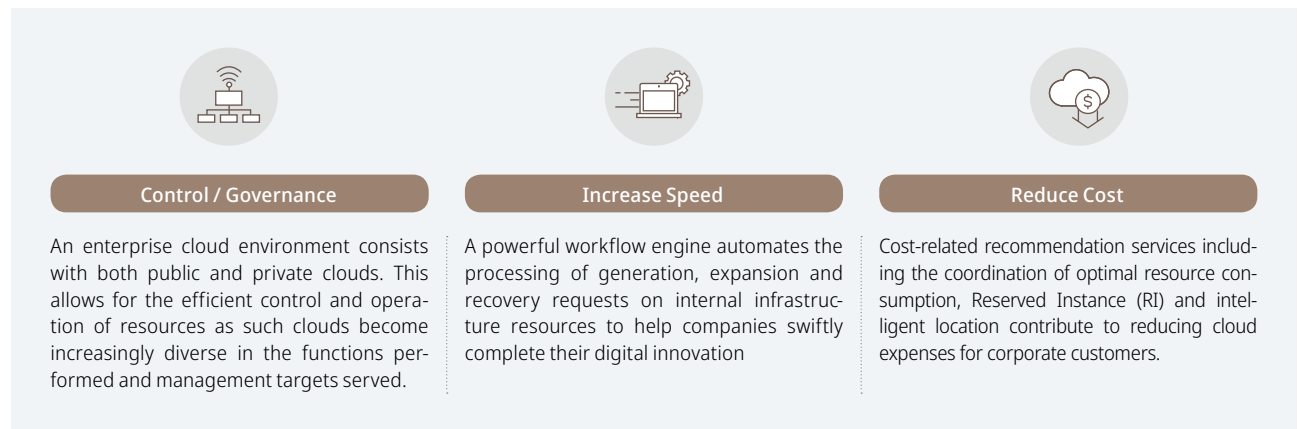 $
Control / Governance
An enterprise cloud environment consists
with both public and private clouds. This
allows for the efficient control and opera-
tion of resources as such clouds become
increasingly diverse in the functions per-
formed and management targets served.
Increase Speed
A powerful workflow engine automates the
processing of generation, expansion and
recovery requests on internal infrastruc-
ture resources to help companies swiftly
complete their digital innovation
Reduce Cost
Cost-related recommendation services includ-
ing the coordination of optimal resource con-
sumption, Reserved Instance (RI) and intel-
ligent location contribute to reducing cloud
expenses for corporate customers.